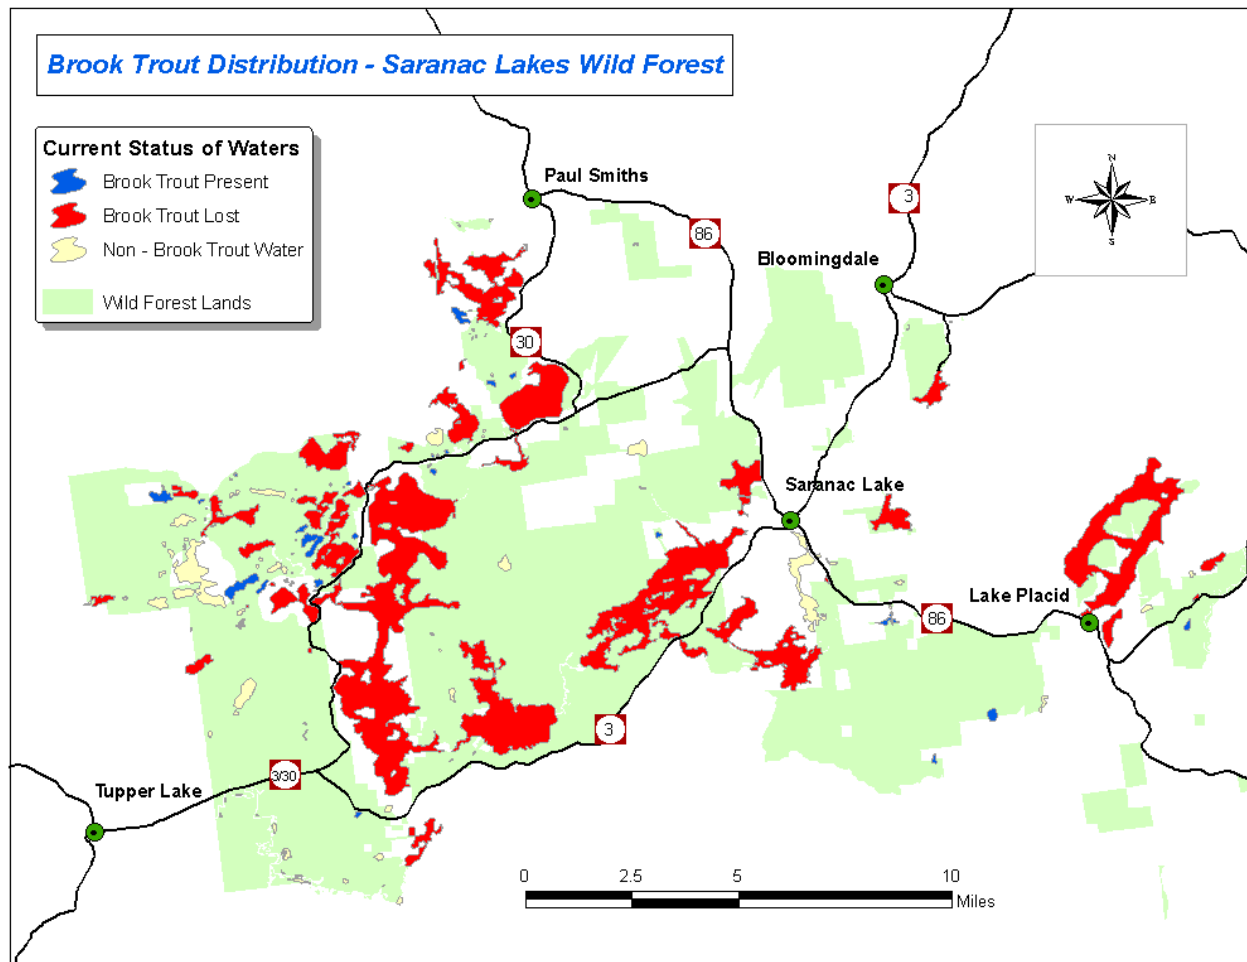 Brook Trout Distribution - Saranac Lakes Wild Forest
Current Status of Waters
Brook Trout Present
Brook Trout Lost
Non - Brook Trout Water
Wild Forest Lands
N
W
E
S
Paul Smiths
3
86
Bloomingdale
30
Saranac Lake
Lake Placid
86
3
3/30
Tupper Lake
0 2.5 5 10
Miles